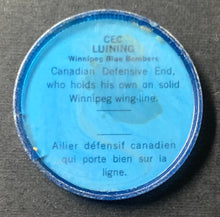 CEC
LUINING
Winnipeg Blue Bombers
Canadian Defensive End,
who holds his own on solid
Winnipeg wing-line.
Ailier défensif canadien
qui porte bien sur la
ligne.